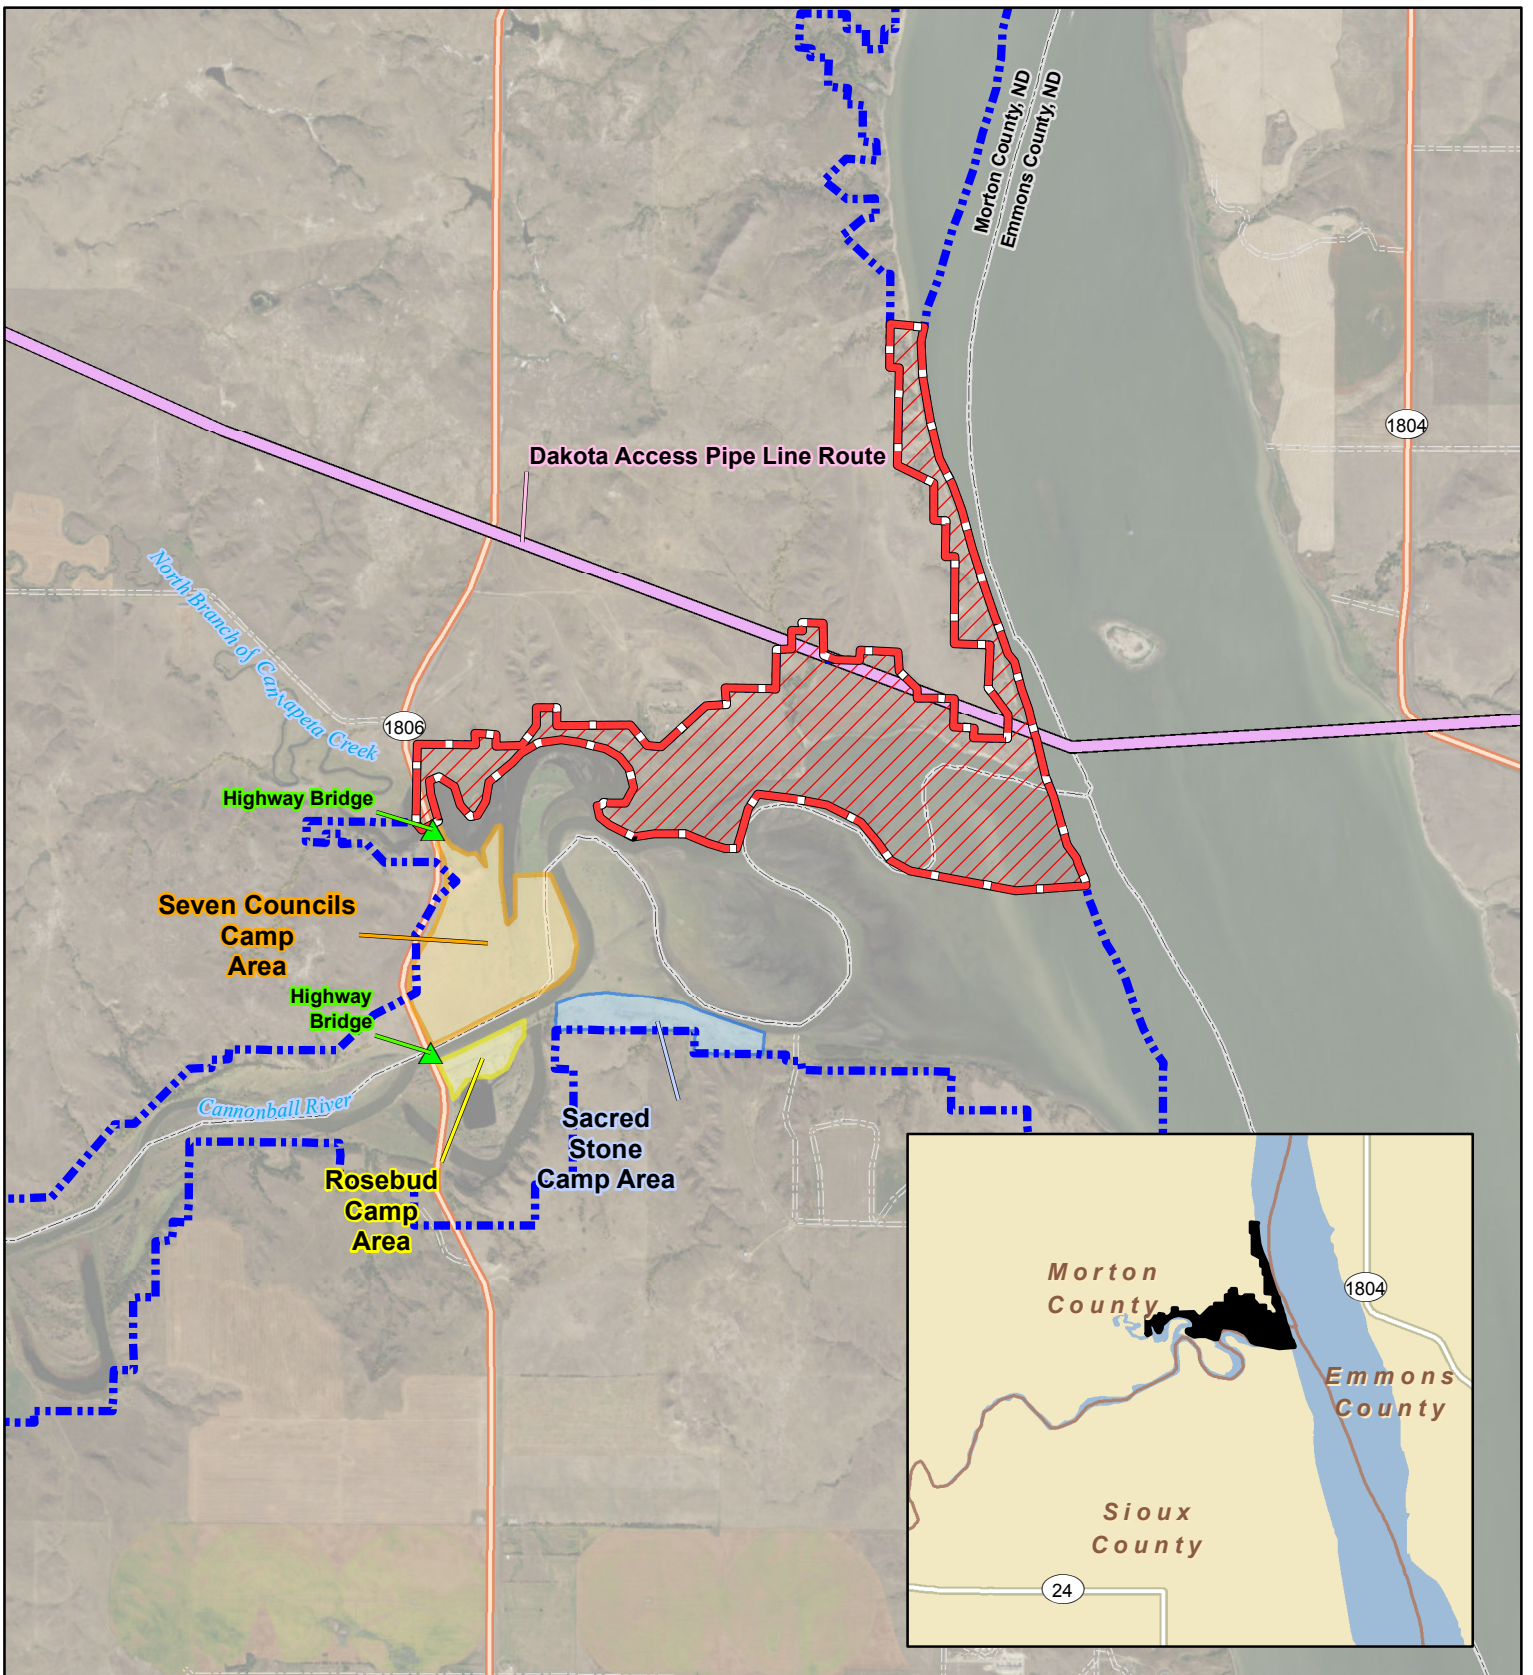 Morton County, ND
Emmons County, ND
1804
Dakota Access Pipe Line Route
North Branch of Cannapeta Creek
1806
Highway Bridge
Seven Councils
Camp
Area
Highway
Bridge
Cannonball River
Sacred
Stone
Camp Area
Rosebud
Camp
Area
Morton
County
1804
Emmons
County
Sioux
County
24